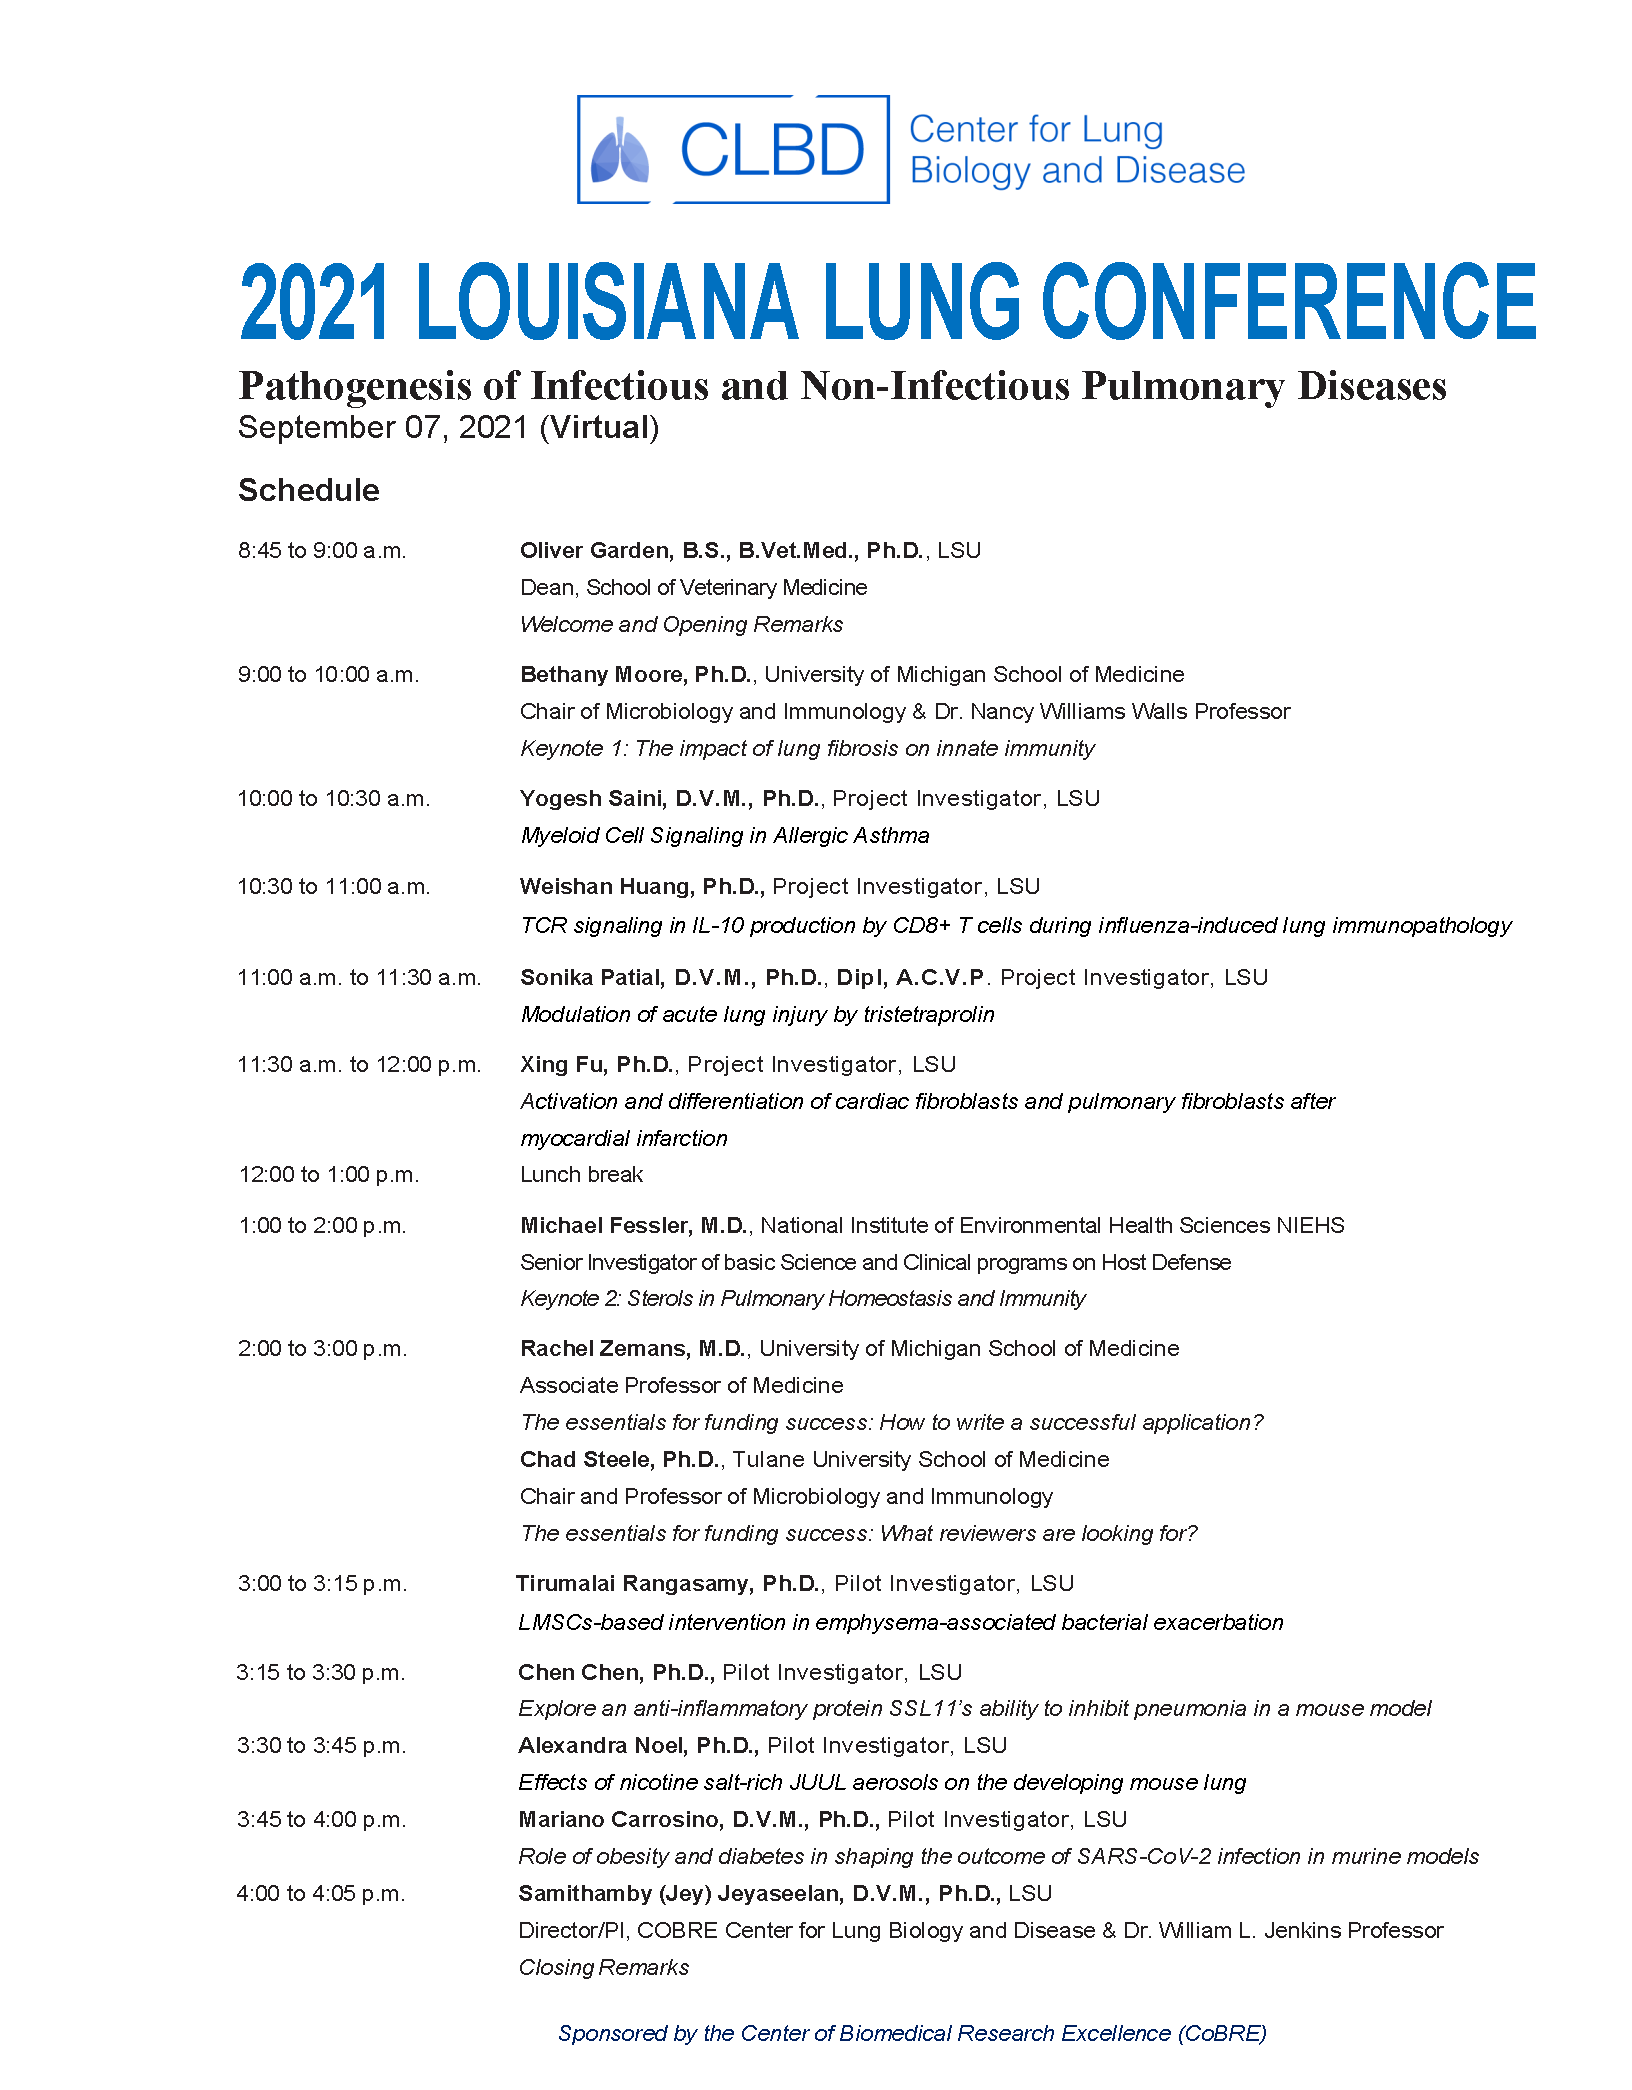 CLBD
Center for Lung
Biology and Disease
2021 LOUISIANA LUNG CONFERENCE
Pathogenesis of Infectious and Non-Infectious Pulmonary Diseases
September 07, 2021 (Virtual)
Schedule
8:45 to 9:00 a.m. Oliver Garden, B.S., B.Vet.Med., Ph.D., LSU
Dean, School of Veterinary Medicine
Welcome and Opening Remarks
9:00 to 10:00 a.m. Bethany Moore, Ph.D., University of Michigan School of Medicine
Chair of Microbiology and Immunology & Dr. Nancy Williams Walls Professor
Keynote 1: The impact of lung fibrosis on innate immunity
10:00 to 10:30 a.m. Yogesh Saini, D.V.M., Ph.D., Project Investigator, LSU
Myeloid Cell Signaling in Allergic Asthma
10:30 to 11:00 a.m. Weishan Huang, Ph.D., Project Investigator, LSU
TCR signaling in IL-10 production by CD8+ T cells during influenza-induced lung immunopathology
11:00 a.m. to 11:30 a.m. Sonika Patial, D.V.M., Ph.D., Dipl, A.C.V.P. Project Investigator, LSU
Modulation of acute lung injury by tristetraprolin
11:30 a.m. to 12:00 p.m. Xing Fu, Ph.D., Project Investigator, LSU
Activation and differentiation of cardiac fibroblasts and pulmonary fibroblasts after
myocardial infarction
12:00 to 1:00 p.m. Lunch break
1:00 to 2:00 p.m. Michael Fessler, M.D., National Institute of Environmental Health Sciences NIEHS
Senior Investigator of basic Science and Clinical programs on Host Defense
Keynote 2: Sterols in Pulmonary Homeostasis and Immunity
2:00 to 3:00 p.m. Rachel Zemans, M.D., University of Michigan School of Medicine
Associate Professor of Medicine
The essentials for funding success: How to write a successful application?
Chad Steele, Ph.D., Tulane University School of Medicine
Chair and Professor of Microbiology and Immunology
The essentials for funding success: What reviewers are looking for?
3:00 to 3:15 p.m. Tirumalai Rangasamy, Ph.D., Pilot Investigator, LSU
LMSCs-based intervention in emphysema-associated bacterial exacerbation
3:15 to 3:30 p.m. Chen Chen, Ph.D., Pilot Investigator, LSU
Explore an anti-inflammatory protein SSL11’s ability to inhibit pneumonia in a mouse model
3:30 to 3:45 p.m. Alexandra Noel, Ph.D., Pilot Investigator, LSU
Effects of nicotine salt-rich JUUL aerosols on the developing mouse lung
3:45 to 4:00 p.m. Mariano Carrosino, D.V.M., Ph.D., Pilot Investigator, LSU
Role of obesity and diabetes in shaping the outcome of SARS-CoV-2 infection in murine models
4:00 to 4:05 p.m. Samithamby (Jey) Jeyaseelan, D.V.M., Ph.D., LSU
Director/PI, COBRE Center for Lung Biology and Disease & Dr. William L. Jenkins Professor
Closing Remarks
Sponsored by the Center of Biomedical Research Excellence (CoBRE)